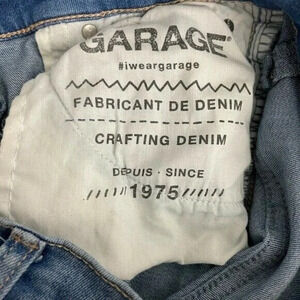 GARAGE
#iweargarage
FABRICANT DE DENIM
CRAFTING DENIM
DEPUIS · SINCE
1975